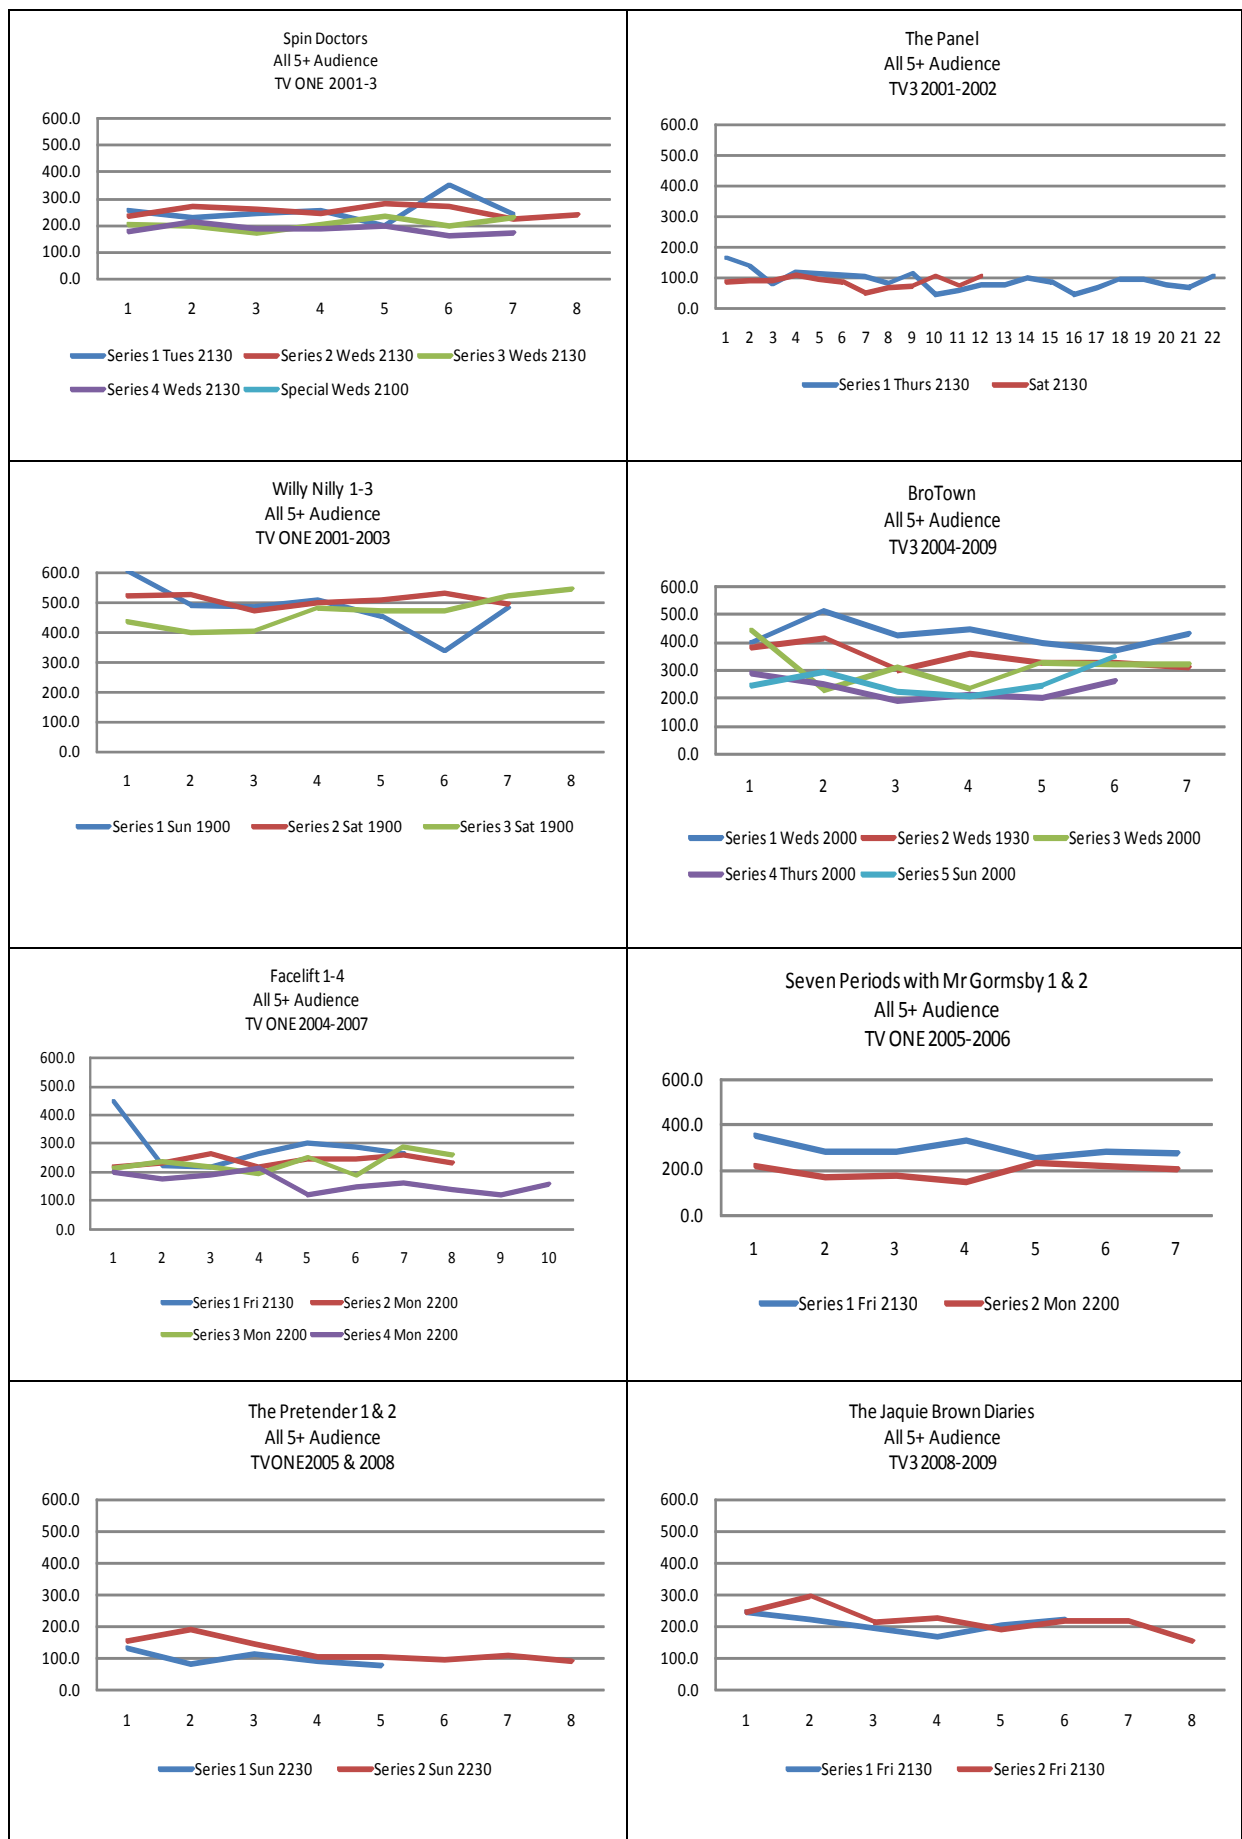 Spin Doctors
All 5+ Audience
TV ONE 2001-3
600.0
500.0
400.0
300.0
200.0
100.0
0.0
1 2 3 4 5 6 7 8
Series 1 Tues 2130 Series 2 Weds 2130 Series 3 Weds 2130
Series 4 Weds 2130 Special Weds 2100
The Panel
All 5+ Audience
TV3 2001-2002
600.0
500.0
400.0
300.0
200.0
100.0
0.0
1 2 3 4 5 6 7 8 9 10 11 12 13 14 15 16 17 18 19 20 21 22
Series 1 Thurs 2130 Sat 2130
Willy Nilly 1-3
All 5+ Audience
TV ONE 2001-2003
600.0
500.0
400.0
300.0
200.0
100.0
0.0
1 2 3 4 5 6 7 8
Series 1 Sun 1900 Series 2 Sat 1900 Series 3 Sat 1900
BroTown
All 5+ Audience
TV3 2004-2009
600.0
500.0
400.0
300.0
200.0
100.0
0.0
1 2 3 4 5 6 7
Series 1 Weds 2000 Series 2 Weds 1930 Series 3 Weds 2000
Series 4 Thurs 2000 Series 5 Sun 2000
Facelift 1-4
All 5+ Audience
TV ONE 2004-2007
600.0
500.0
400.0
300.0
200.0
100.0
0.0
1 2 3 4 5 6 7 8 9 10
Series 1 Fri 2130 Series 2 Mon 2200
Series 3 Mon 2200 Series 4 Mon 2200
Seven Periods with Mr Gormsby 1 & 2
All 5+ Audience
TV ONE 2005-2006
600.0
400.0
200.0
0.0
1 2 3 4 5 6 7
Series 1 Fri 2130 Series 2 Mon 2200
The Pretender 1 & 2
All 5+ Audience
TVONE2005 & 2008
600.0
500.0
400.0
300.0
200.0
100.0
0.0
1 2 3 4 5 6 7 8
Series 1 Sun 2230 Series 2 Sun 2230
The Jaquie Brown Diaries
All 5+ Audience
TV3 2008-2009
600.0
500.0
400.0
300.0
200.0
100.0
0.0
1 2 3 4 5 6 7 8
Series 1 Fri 2130 Series 2 Fri 2130